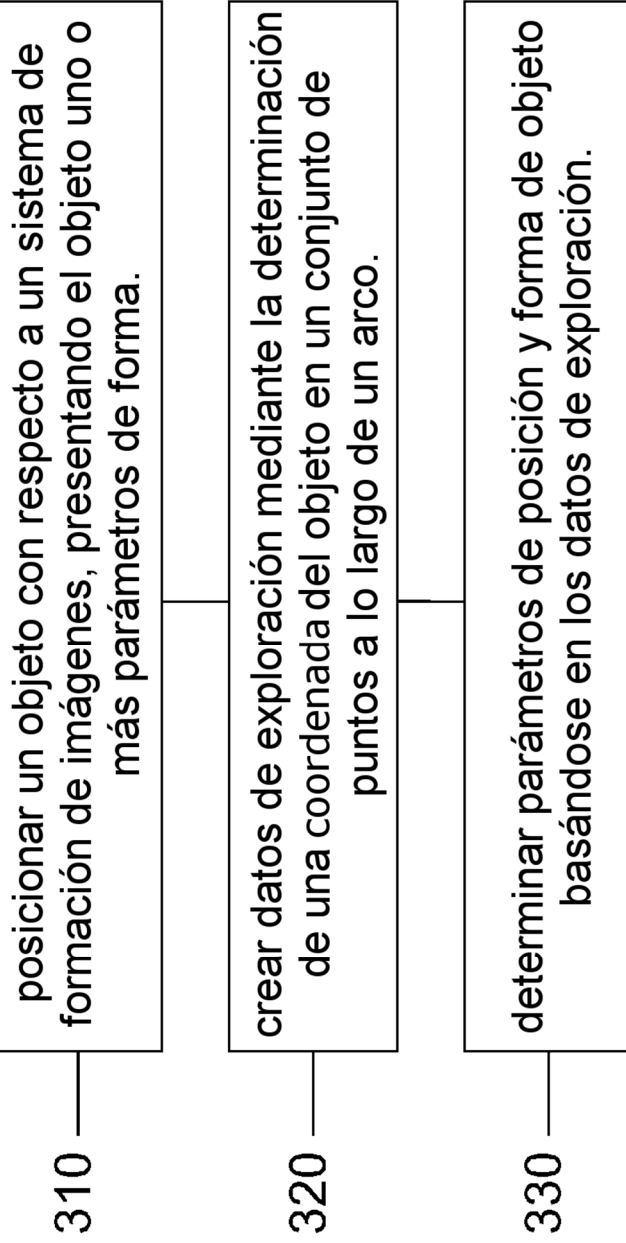 310
posicionar un objeto con respecto a un sistema de
formación de imágenes, presentando el objeto uno o
más parámetros de forma.
320
crear datos de exploración mediante la determinación
de una coordenada del objeto en un conjunto de
puntos a lo largo de un arco.
330
determinar parámetros de posición y forma de objeto
basándose en los datos de exploración.